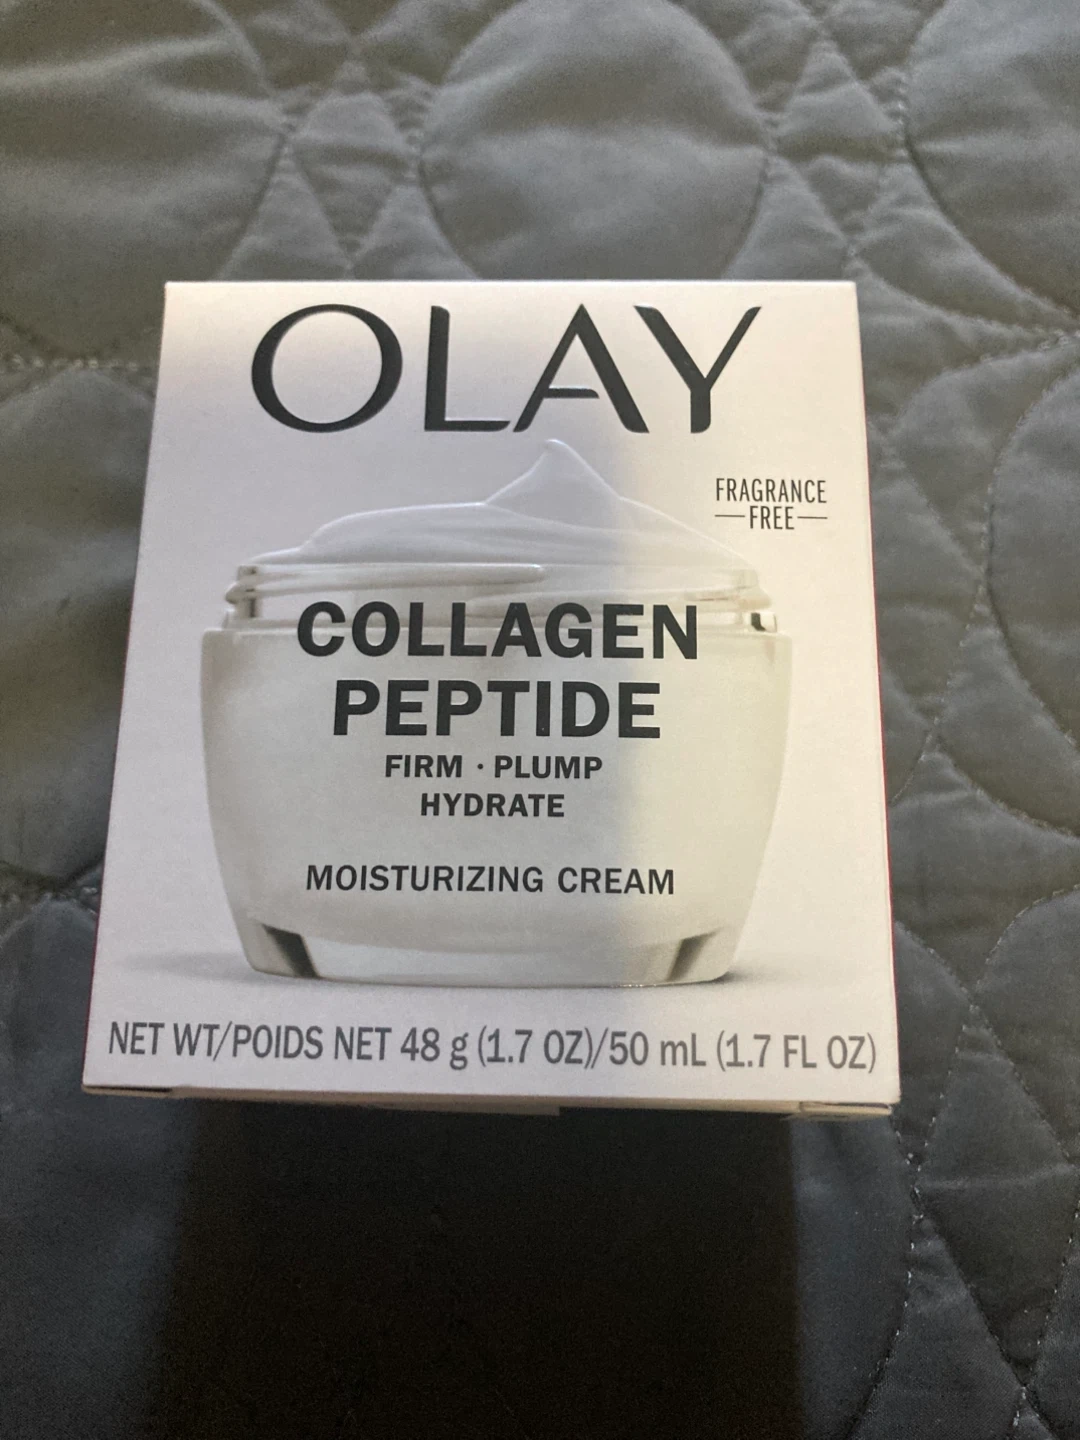 OLAY
FRAGRANCE
FREE
COLLAGEN
PEPTIDE
FIRM · PLUMP
HYDRATE
MOISTURIZING CREAM
NET WT/POIDS NET 48 g (1.7 OZ)/50 mL (1.7 FL OZ)